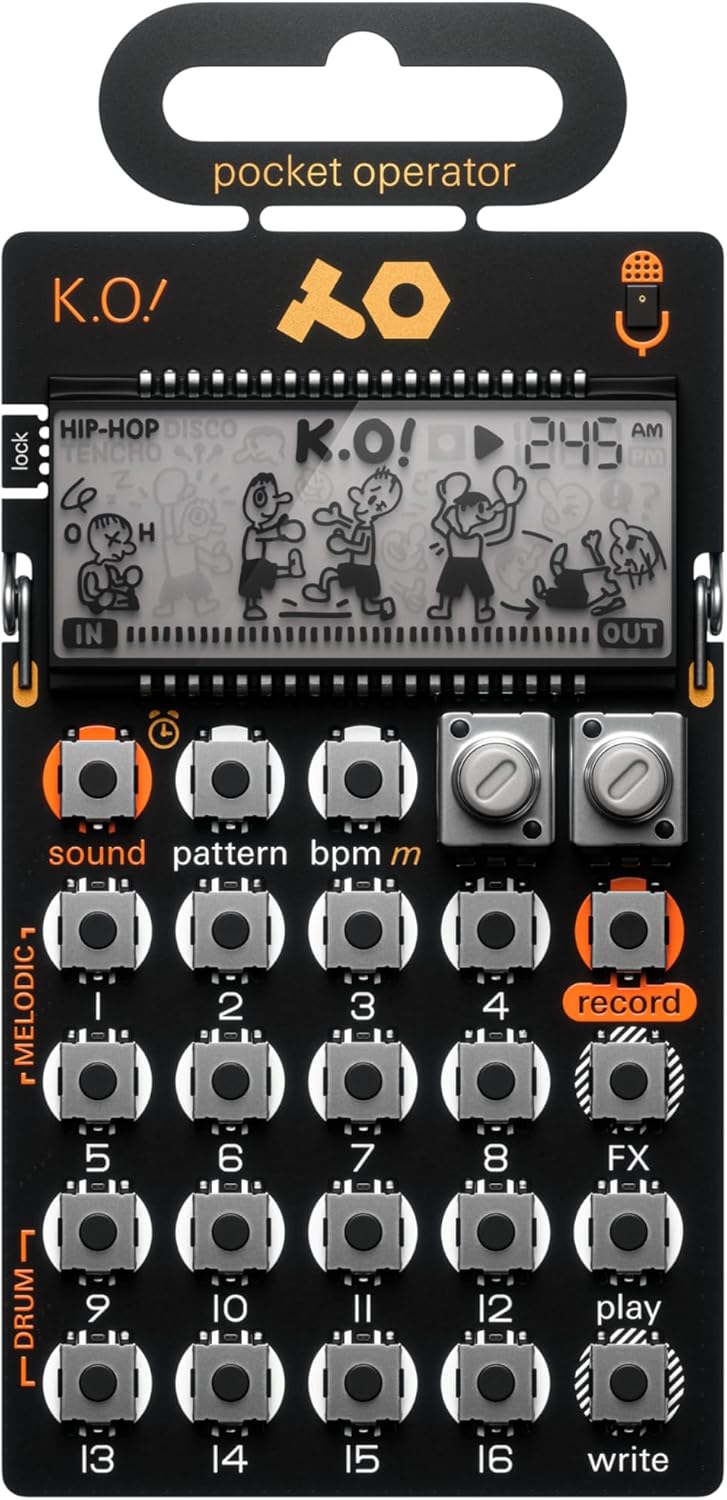 pocket operator
K.O!
lock
HIP-HOP DISCO
TENCHO
K.O!
245 AM
PM
O H
z
! ?
IN OUT
sound pattern bpm m
MELODIC
1 2 3 4 record
5 6 7 8 FX
DRUM
9 10 11 12 play
13 14 15 16 write